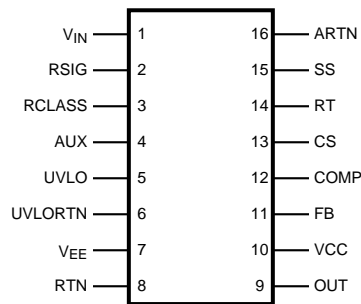 VIN 1 16 ARTN
RSIG 2 15 SS
RCLASS 3 14 RT
AUX 4 13 CS
UVLO 5 12 COMP
UVLORTN 6 11 FB
VEE 7 10 VCC
RTN 8 9 OUT